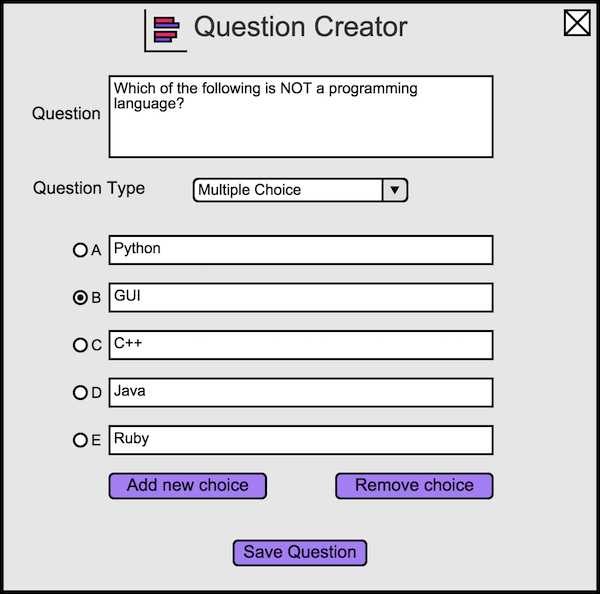 Question Creator
Question
Which of the following is NOT a programming
language?
Question Type
Multiple Choice
A Python
B GUI
C C++
D Java
E Ruby
Add new choice
Remove choice
Save Question